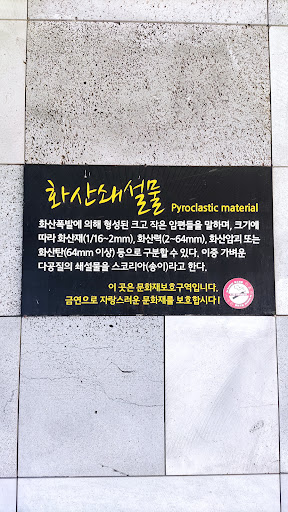 화산쇄설물 Pyroclastic material
화산폭발에 의해 형성된 크고 작은 암편들을 말하며, 크기에
따라 화산재(1/16~2mm), 화산력(2~64mm), 화산암괴 또는
화산탄(64mm 이상) 등으로 구분할 수 있다. 이중 가벼운
다공질의 쇄설물을 스코리아(송이)라고 한다.
이 곳은 문화재보호구역입니다.
금연으로 자랑스러운 문화재를 보호합시다!